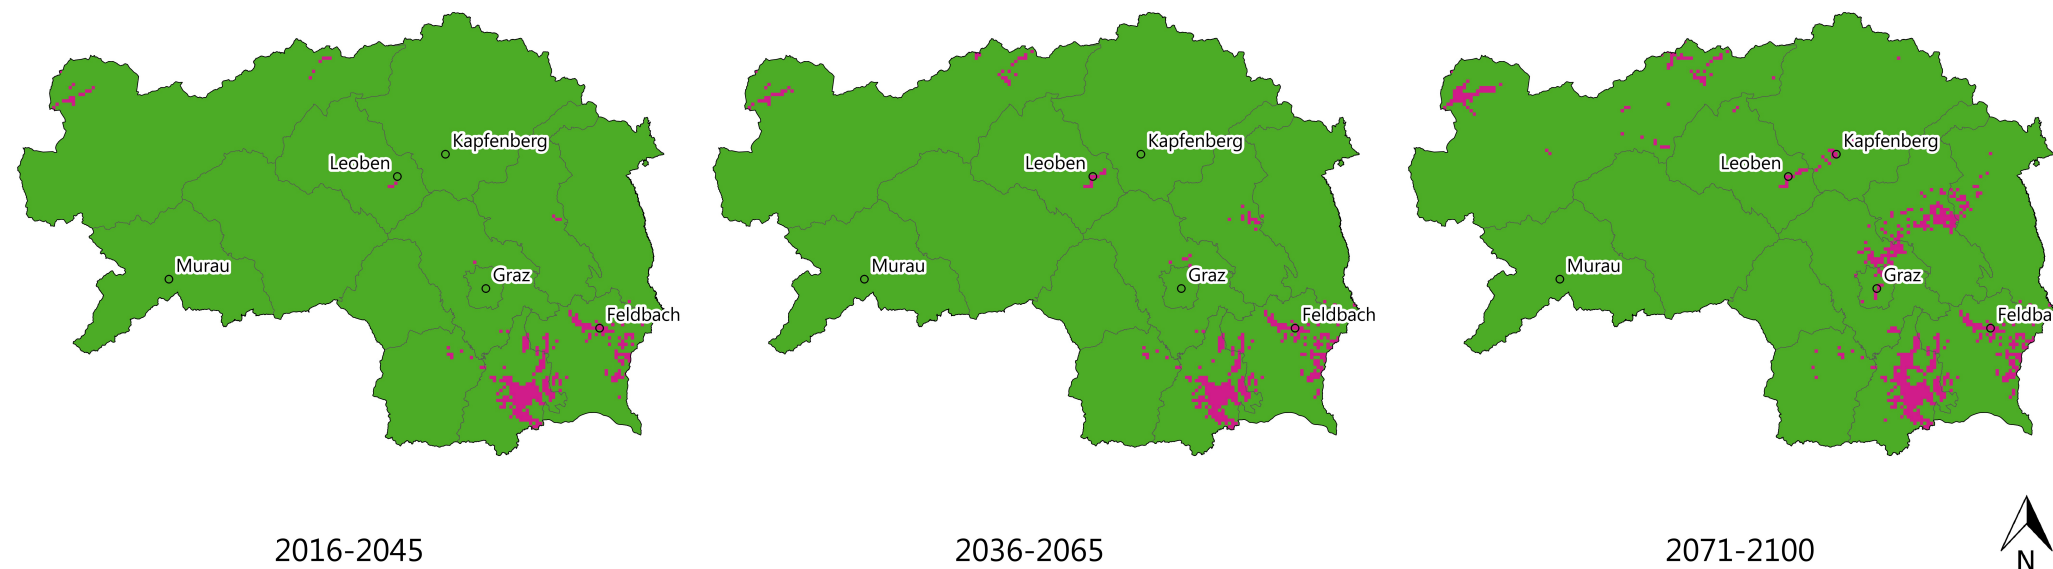 Kapfenberg
Leoben
Murau
Graz
Feldbach
2016-2045
Kapfenberg
Leoben
Murau
Graz
Feldbach
2036-2065
Kapfenberg
Leoben
Murau
Graz
Feldba
2071-2100
N